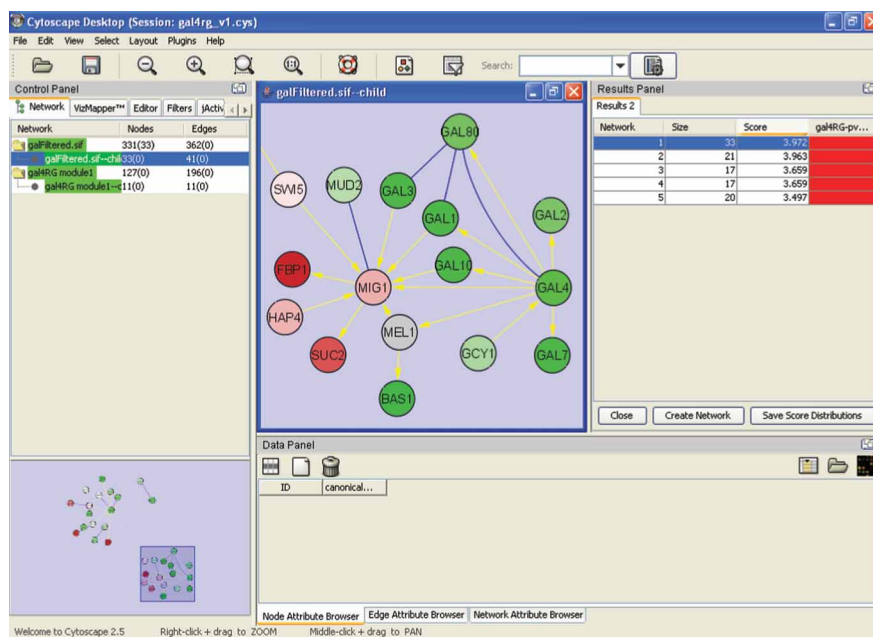 Cytoscape Desktop (Session: gal4rg_v1.cys)
File Edit View Select Layout Plugins Help
Search:
Control Panel
Network VizMapper™ Editor Filters jActiv
Network Nodes Edges
galFiltered.sif 331(33) 362(0)
galFiltered.sif--chil 33(0) 41(0)
gal4RG module1 127(0) 196(0)
gal4RG module1--c 11(0) 11(0)
galFiltered.sif--child
GAL80
SWI5
MUD2
GAL3
GAL1
GAL2
FBP1
GAL10
MIG1
GAL4
HAP4
MEL1
SUC2
GCY1
GAL7
BAS1
Results Panel
Results 2
Network Size Score gal4RG-pv...
1 33 3.972
2 21 3.963
3 17 3.659
4 17 3.659
5 20 3.497
Close Create Network Save Score Distributions
Data Panel
ID canonical...
Node Attribute Browser Edge Attribute Browser Network Attribute Browser
Welcome to Cytoscape 2.5 Right-click + drag to ZOOM Middle-click + drag to PAN